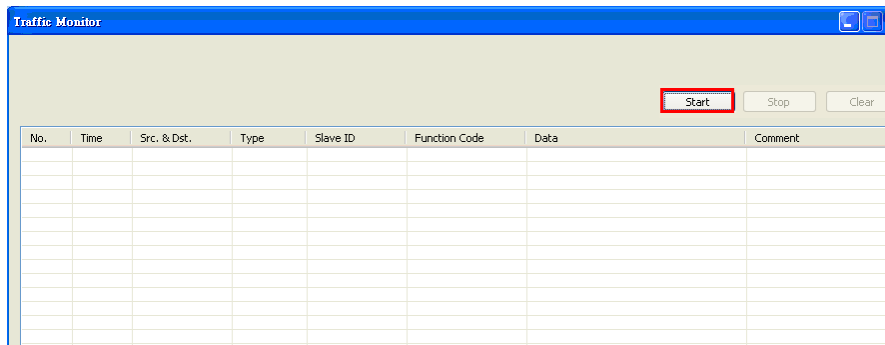 Traffic Monitor
Start Stop Clear
No. Time Src. & Dst. Type Slave ID Function Code Data Comment